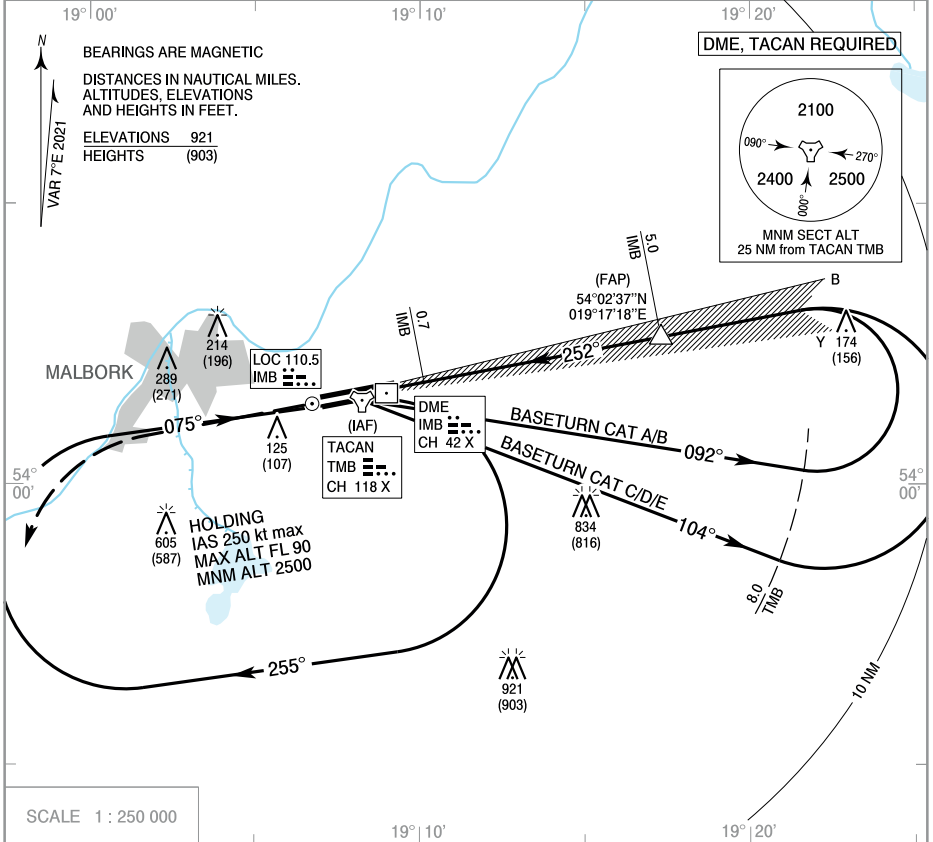 19° 00'
19° 10'
19° 20'
N
VAR 7°E 2021
BEARINGS ARE MAGNETIC
DISTANCES IN NAUTICAL MILES.
ALTITUDES, ELEVATIONS
AND HEIGHTS IN FEET.
ELEVATIONS 921
HEIGHTS (903)
DME, TACAN REQUIRED
2100
090°
270°
2400
2500
000°
MNM SECT ALT
25 NM from TACAN TMB
5.0
IMB
(FAP)
54°02'37"N
019°17'18"E
B
Y
174
(156)
0.7
IMB
252°
214
(196)
MALBORK
289
(271)
LOC 110.5
IMB
075°
125
(107)
(IAF)
TACAN
TMB
CH 118 X
DME
IMB
CH 42 X
BASETURN CAT A/B
092°
BASETURN CAT C/D/E
104°
54°
00'
54°
00'
834
(816)
8.0
TMB
605
(587)
HOLDING
IAS 250 kt max
MAX ALT FL 90
MNM ALT 2500
255°
921
(903)
10 NM
SCALE 1 : 250 000
19° 10'
19° 20'